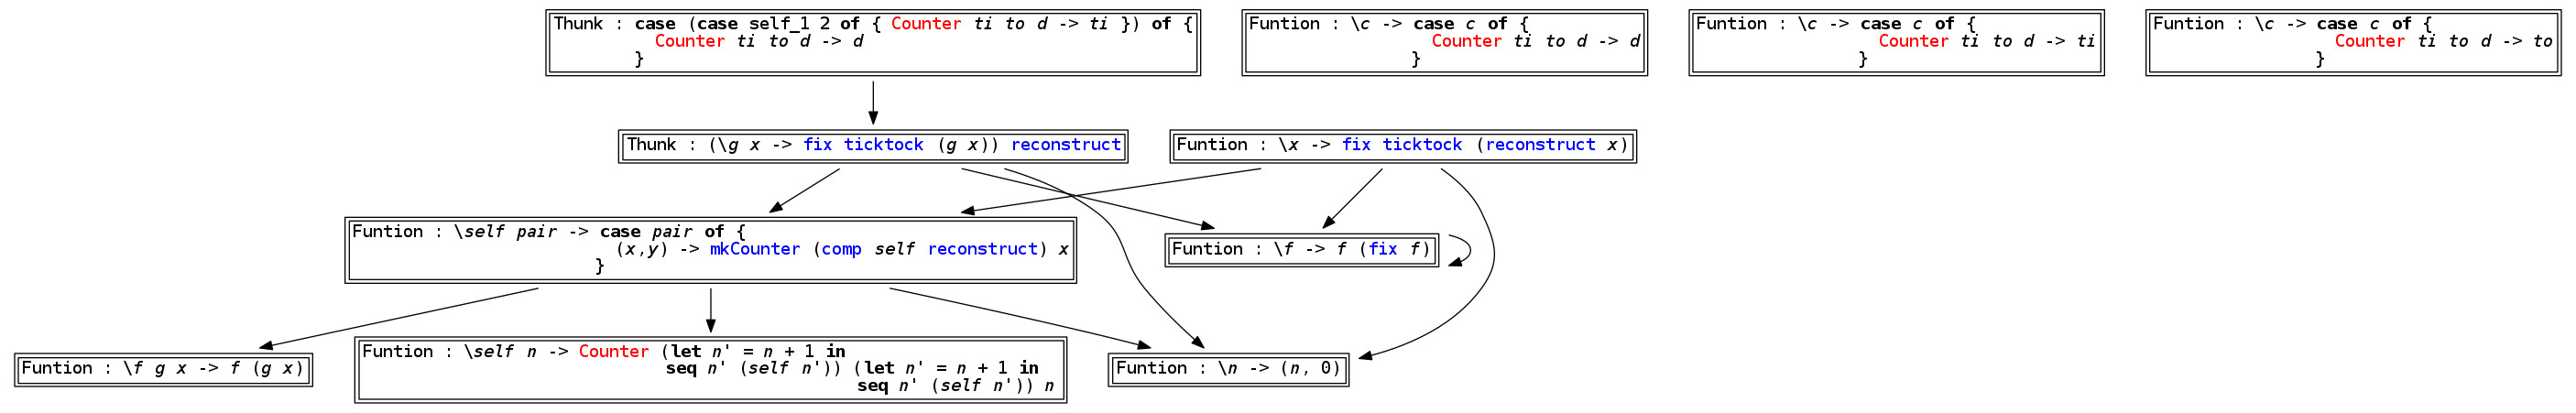 Thunk : case (case self_1 2 of { Counter ti to d -> ti }) of {
Counter ti to d -> d
}
Funtion : \c -> case c of {
Counter ti to d -> d
}
Funtion : \c -> case c of {
Counter ti to d -> ti
}
Funtion : \c -> case c of {
Counter ti to d -> to
}
Thunk : (\g x -> fix ticktock (g x)) reconstruct
Funtion : \x -> fix ticktock (reconstruct x)
Funtion : \self pair -> case pair of {
(x,y) -> mkCounter (comp self reconstruct) x
}
Funtion : \f -> f (fix f)
Funtion : \f g x -> f (g x)
Funtion : \self n -> Counter (let n' = n + 1 in
seq n' (self n')) (let n' = n + 1 in
seq n' (self n')) n
Funtion : \n -> (n, 0)